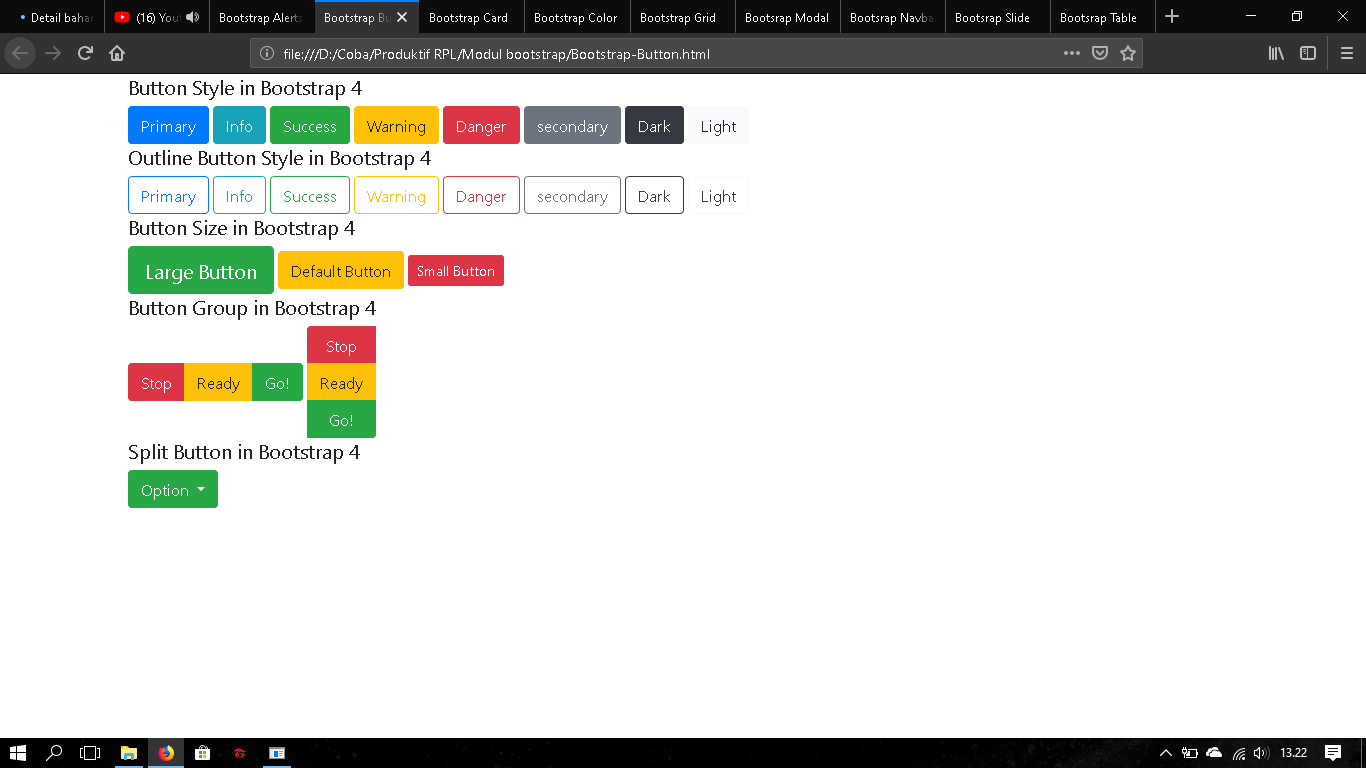 Detail bahar (16) Yout Bootstrap Alerts Bootstrap Bu Bootstrap Card Bootstrap Color Bootstrap Grid Bootsrap Modal Bootsrap Navba Bootsrap Slide Bootsrap Table
file:///D:/Coba/Produktif RPL/Modul bootstrap/Bootstrap-Button.html
Button Style in Bootstrap 4
Primary Info Success Warning Danger secondary Dark Light
Outline Button Style in Bootstrap 4
Primary Info Success Warning Danger secondary Dark Light
Button Size in Bootstrap 4
Large Button Default Button Small Button
Button Group in Bootstrap 4
Stop
Stop Ready Go! Ready
Go!
Split Button in Bootstrap 4
Option
13.22